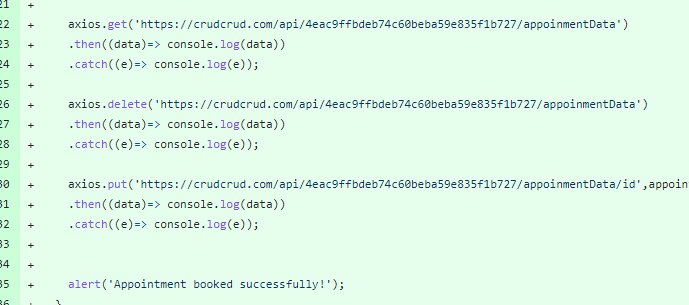 21 +
22 + axios.get('https://crudcrud.com/api/4eac9ffbdeb74c60beba59e835f1b727/appoinmentData')
23 + .then((data)=> console.log(data))
24 + .catch((e)=> console.log(e));
25 +
26 + axios.delete('https://crudcrud.com/api/4eac9ffbdeb74c60beba59e835f1b727/appoinmentData')
27 + .then((data)=> console.log(data))
28 + .catch((e)=> console.log(e));
29 +
30 + axios.put('https://crudcrud.com/api/4eac9ffbdeb74c60beba59e835f1b727/appoinmentData/id',appoin
31 + .then((data)=> console.log(data))
32 + .catch((e)=> console.log(e));
33 +
34 +
35 + alert('Appointment booked successfully!');
36 + }